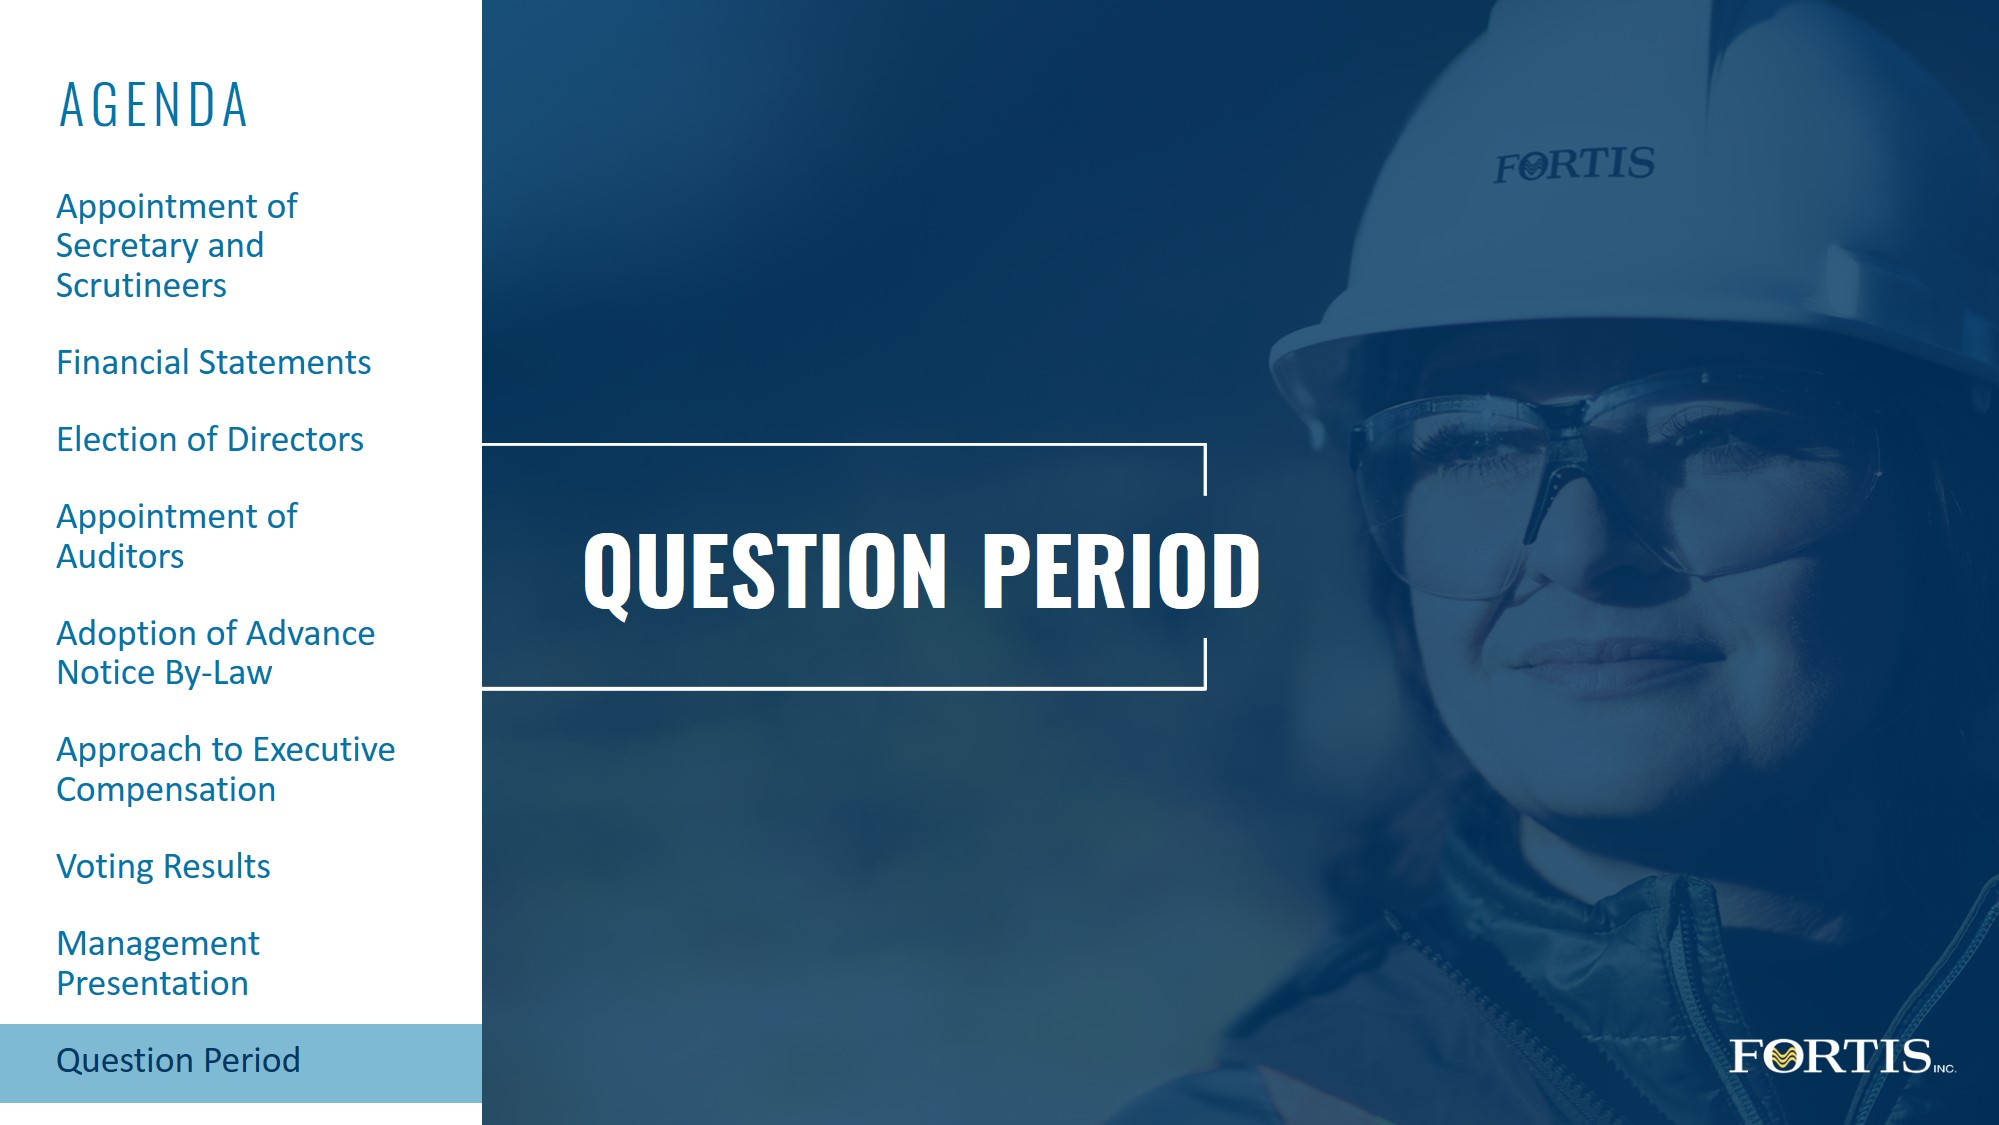 AGENDA
Appointment of
Secretary and
Scrutineers
Financial Statements
Election of Directors
Appointment of
Auditors
Adoption of Advance
Notice By-Law
Approach to Executive
Compensation
Voting Results
Management
Presentation
Question Period
FORTIS
QUESTION PERIOD
FORTIS INC.